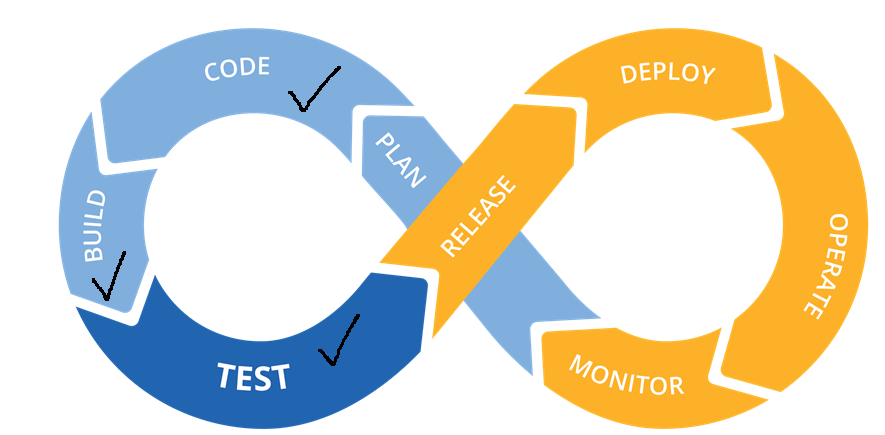 CODE
DEPLOY
PLAN
RELEASE
BUILD
OPERATE
TEST
MONITOR